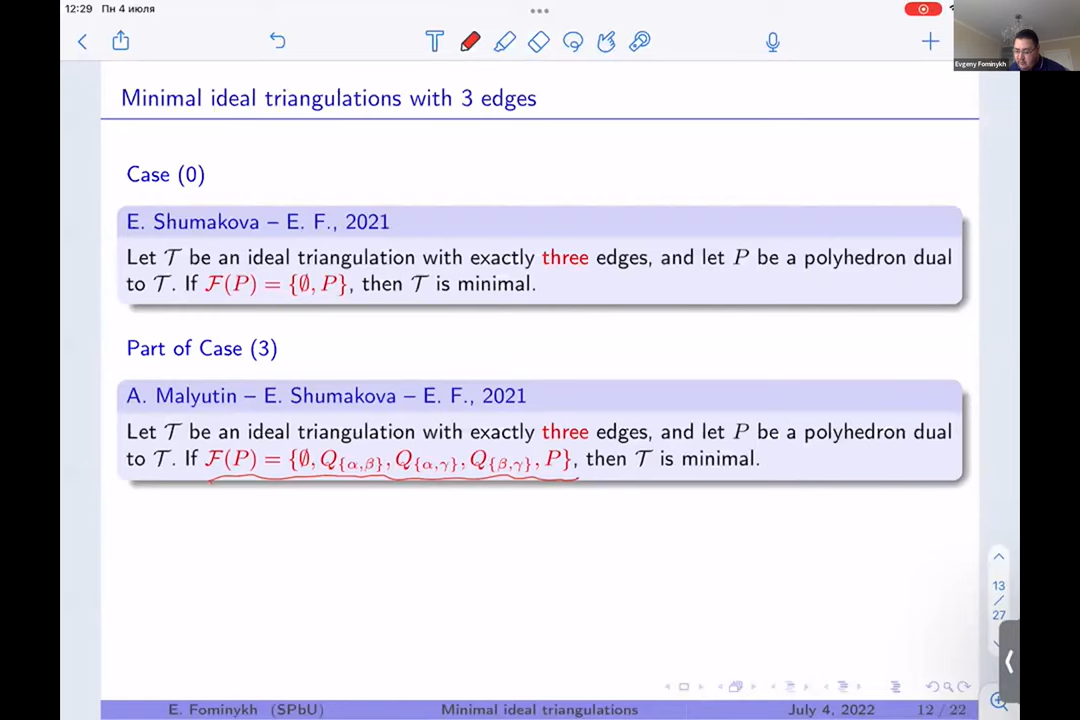 12:29 Пн 4 июля
Evgeny Fominykh
Minimal ideal triangulations with 3 edges
Case (0)
E. Shumakova – E. F., 2021
Let 𝒯 be an ideal triangulation with exactly three edges, and let P be a polyhedron dual
to 𝒯. If ℱ(P) = {∅, P}, then 𝒯 is minimal.
Part of Case (3)
A. Malyutin – E. Shumakova – E. F., 2021
Let 𝒯 be an ideal triangulation with exactly three edges, and let P be a polyhedron dual
to 𝒯. If ℱ(P) = {∅, Q_{α,β}, Q_{α,γ}, Q_{β,γ}, P}, then 𝒯 is minimal.
13
/
27
E. Fominykh (SPbU) Minimal ideal triangulations July 4, 2022 12 / 22